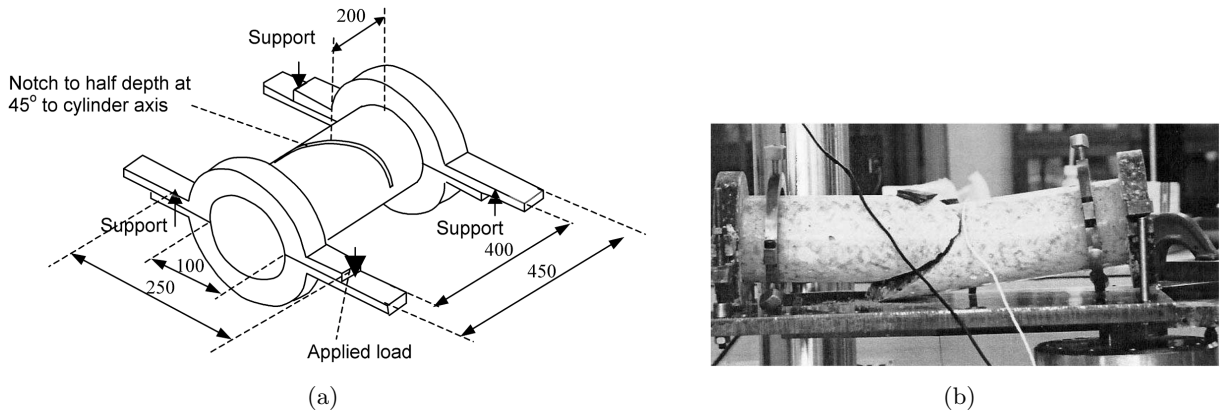 200
Support
Notch to half depth at
45° to cylinder axis
Support
Support
100
250
400
450
Applied load
(a)
(b)